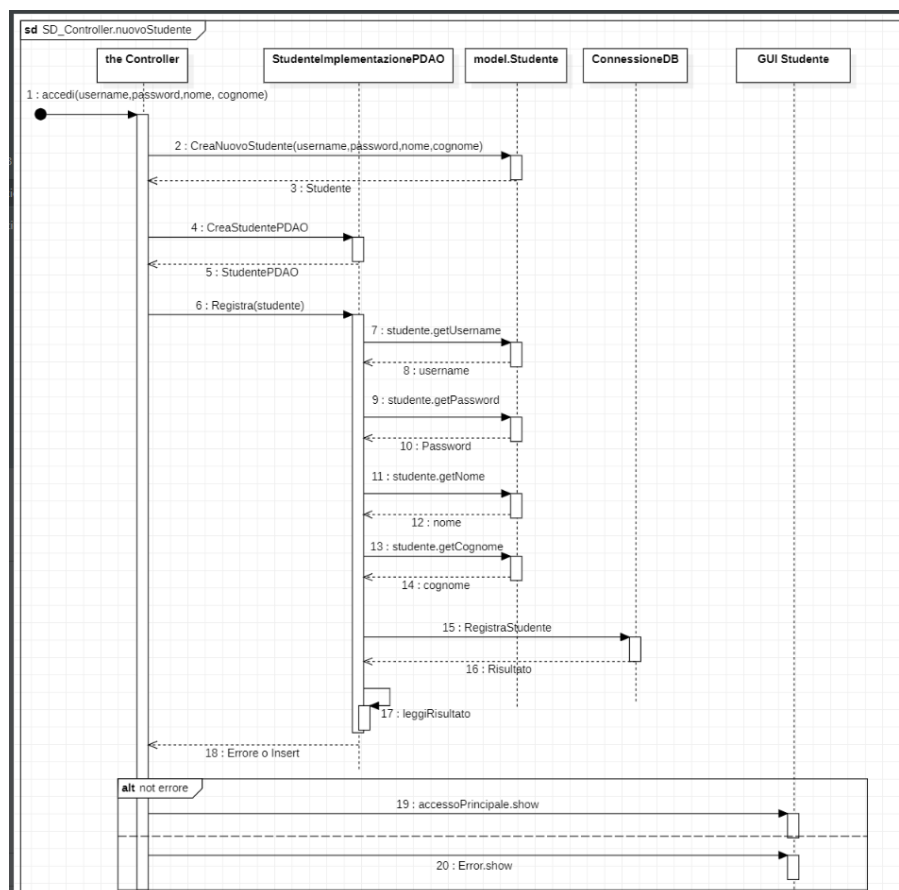 sd SD_Controller.nuovoStudente
the Controller
StudenteImplementazionePDAO
model.Studente
ConnessioneDB
GUI Studente
1 : accedi(username,password,nome, cognome)
2 : CreaNuovoStudente(username,password,nome,cognome)
3 : Studente
4 : CreaStudentePDAO
5 : StudentePDAO
6 : Registra(studente)
7 : studente.getUsername
8 : username
9 : studente.getPassword
10 : Password
11 : studente.getNome
12 : nome
13 : studente.getCognome
14 : cognome
15 : RegistraStudente
16 : Risultato
17 : leggiRisultato
18 : Errore o Insert
alt not errore
19 : accessoPrincipale.show
20 : Error.show